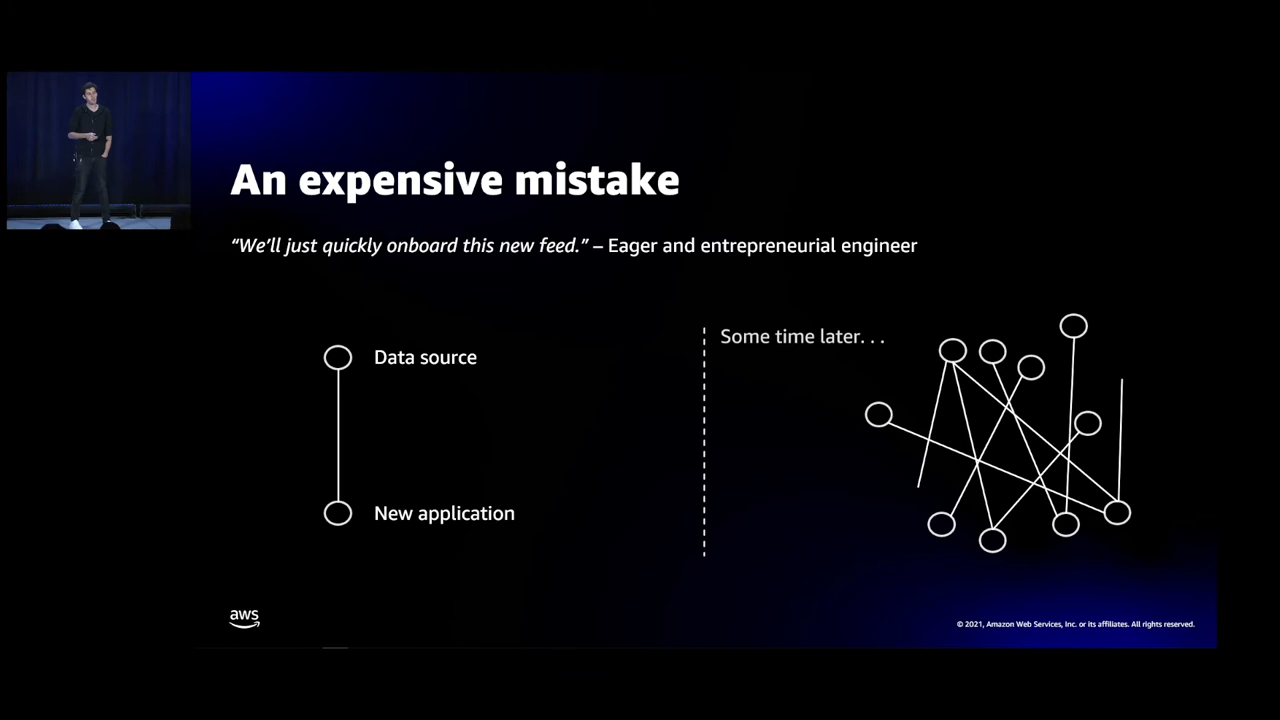 An expensive mistake
“We’ll just quickly onboard this new feed.” – Eager and entrepreneurial engineer
Some time later. . .
Data source
New application
aws
© 2021, Amazon Web Services, Inc. or its affiliates. All rights reserved.